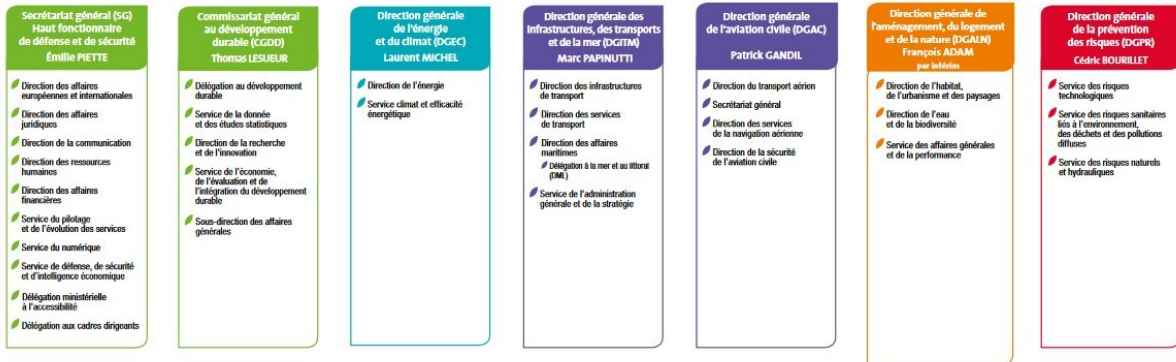 Secrétariat général (SG)
Haut fonctionnaire
de défense et de sécurité
Émilie PIETTE
Direction des affaires
européennes et internationales
Direction des affaires
juridiques
Direction de la communication
Direction des ressources
humaines
Direction des affaires
financières
Service du pilotage
et de l'évolution des services
Service du numérique
Service de défense, de sécurité
et d'intelligence économique
Délégation ministérielle
à l'accessibilité
Délégation aux cadres dirigeants
Commissariat général
au développement
durable (CGDD)
Thomas LESUEUR
Délégation au développement
durable
Service de la donnée
et des études statistiques
Direction de la recherche
et de l'innovation
Service de l'économie,
de l'évaluation et de
l'intégration du développement
durable
Sous-direction des affaires
générales
Direction générale
de l'énergie
et du climat (DGEC)
Laurent MICHEL
Direction de l'énergie
Service climat et efficacité
énergétique
Direction générale des
infrastructures, des transports
et de la mer (DGITM)
Marc PAPINUTTI
Direction des infrastructures
de transport
Direction des services
de transport
Direction des affaires
maritimes
Délégation à la mer et au littoral
(DML)
Service de l'administration
générale et de la stratégie
Direction générale
de l'aviation civile (DGAC)
Patrick GANDIL
Direction du transport aérien
Secrétariat général
Direction des services
de la navigation aérienne
Direction de la sécurité
de l'aviation civile
Direction générale de
l'aménagement, du logement
et de la nature (DGALN)
François ADAM
par intérim
Direction de l'habitat,
de l'urbanisme et des paysages
Direction de l'eau
et de la biodiversité
Service des affaires générales
et de la performance
Direction générale
de la prévention
des risques (DGPR)
Cédric BOURILLET
Service des risques
technologiques
Service des risques sanitaires
liés à l'environnement,
des déchets et des pollutions
diffuses
Service des risques naturels
et hydrauliques